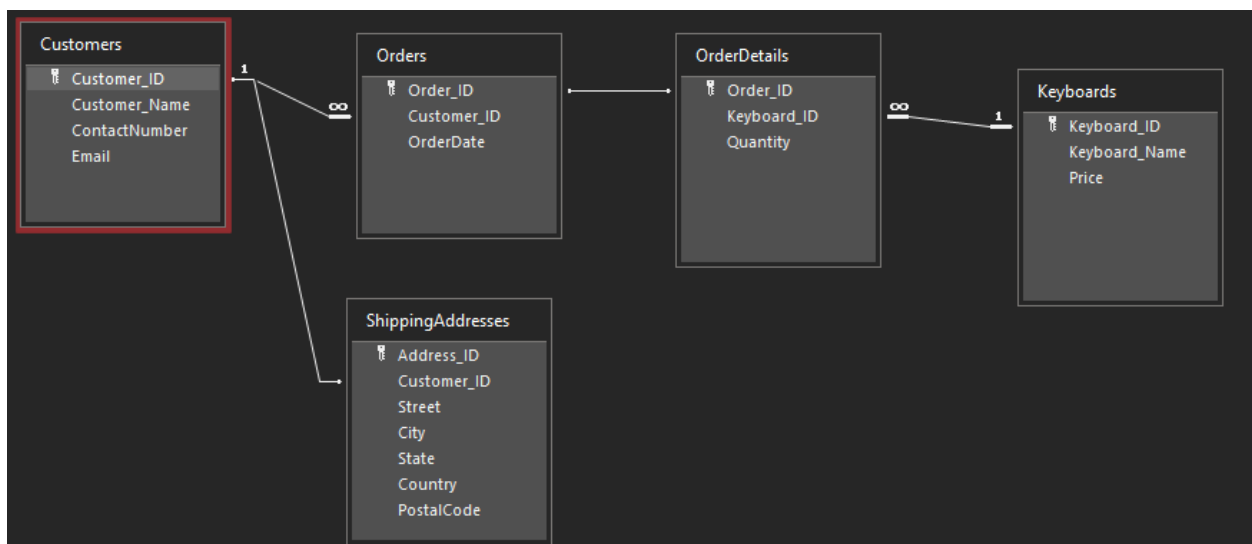 Customers
Customer_ID
Customer_Name
ContactNumber
Email
1
∞
Orders
Order_ID
Customer_ID
OrderDate
OrderDetails
Order_ID
Keyboard_ID
Quantity
∞
1
Keyboards
Keyboard_ID
Keyboard_Name
Price
ShippingAddresses
Address_ID
Customer_ID
Street
City
State
Country
PostalCode